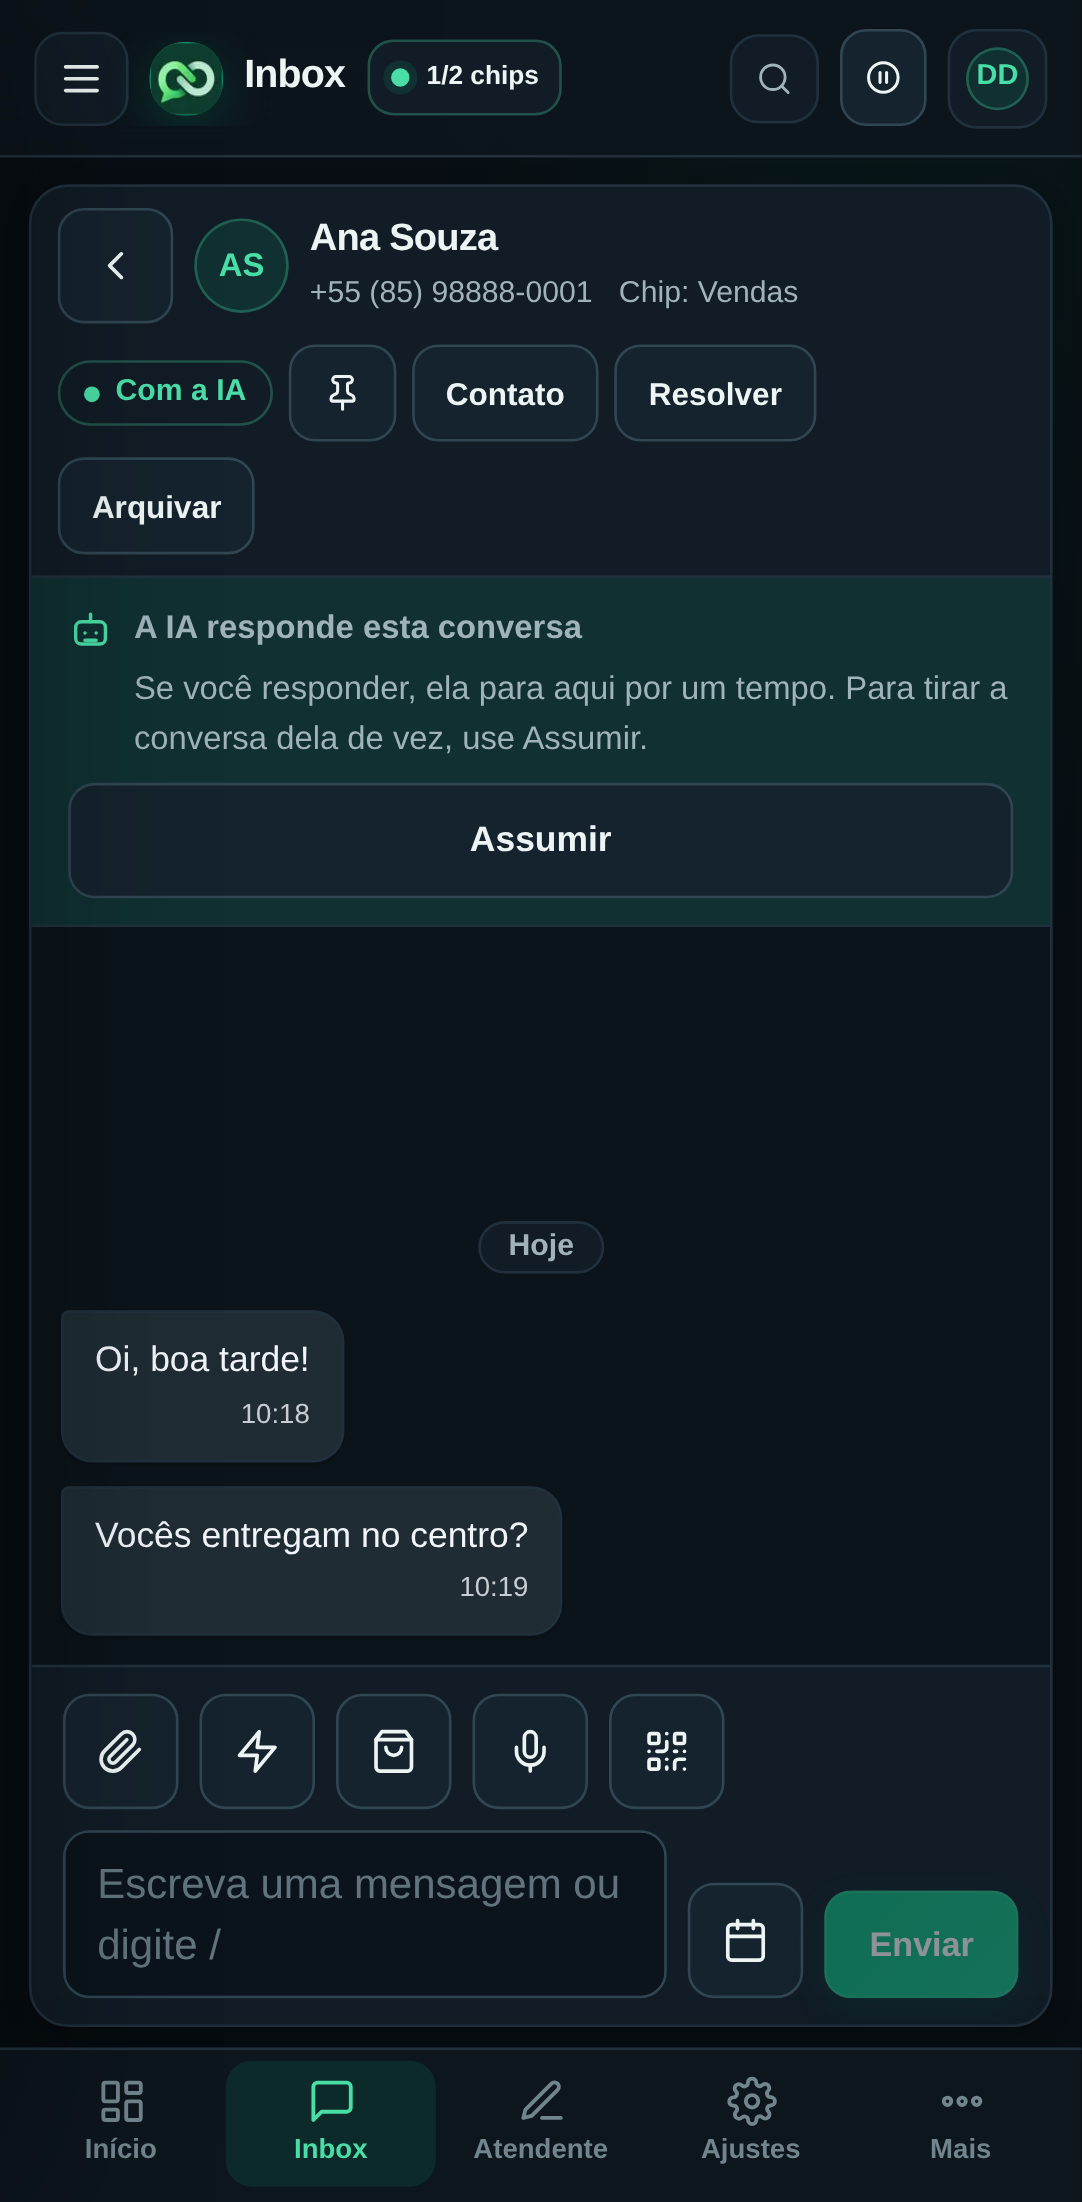 Inbox
1/2 chips
DD
AS
Ana Souza
+55 (85) 98888-0001 Chip: Vendas
Com a IA
Contato
Resolver
Arquivar
A IA responde esta conversa
Se você responder, ela para aqui por um tempo. Para tirar a
conversa dela de vez, use Assumir.
Assumir
Hoje
Oi, boa tarde!
10:18
Vocês entregam no centro?
10:19
Escreva uma mensagem ou
digite /
Enviar
Início
Inbox
Atendente
Ajustes
Mais